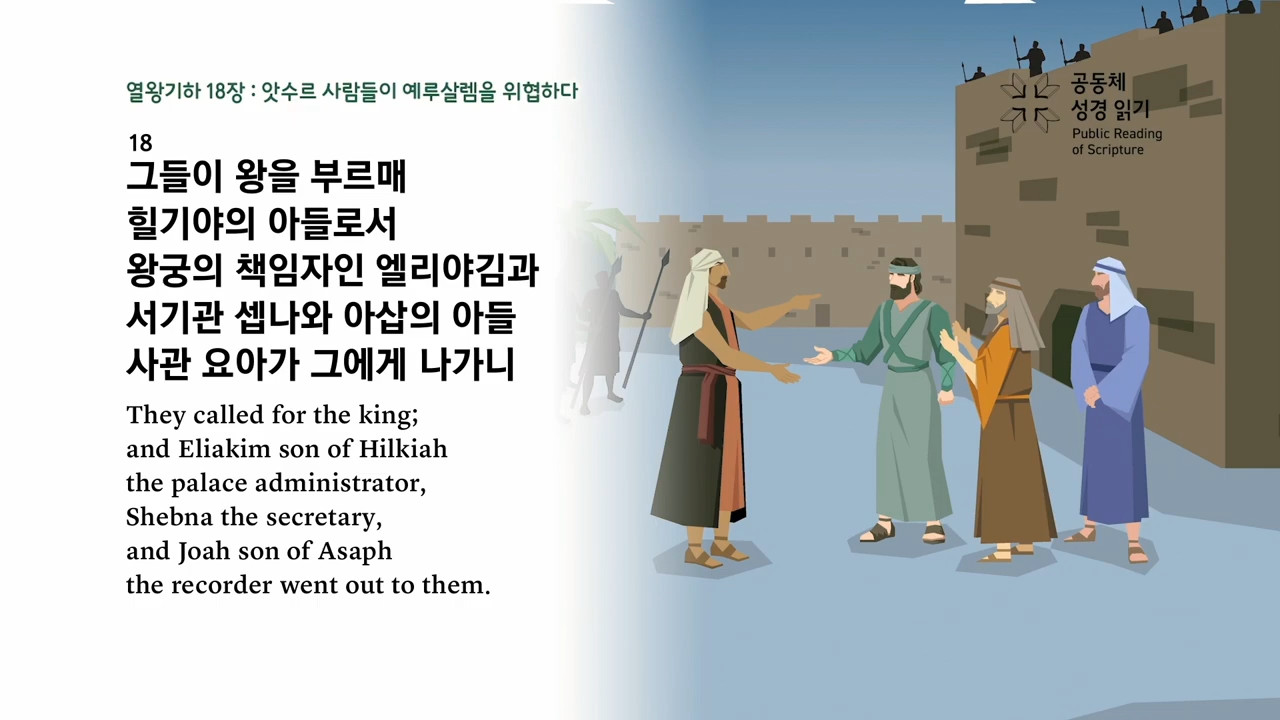 열왕기하 18장 : 앗수르 사람들이 예루살렘을 위협하다
18
그들이 왕을 부르매
힐기야의 아들로서
왕궁의 책임자인 엘리야김과
서기관 셉나와 아삽의 아들
사관 요아가 그에게 나가니
They called for the king;
and Eliakim son of Hilkiah
the palace administrator,
Shebna the secretary,
and Joah son of Asaph
the recorder went out to them.
공동체
성경 읽기
Public Reading
of Scripture